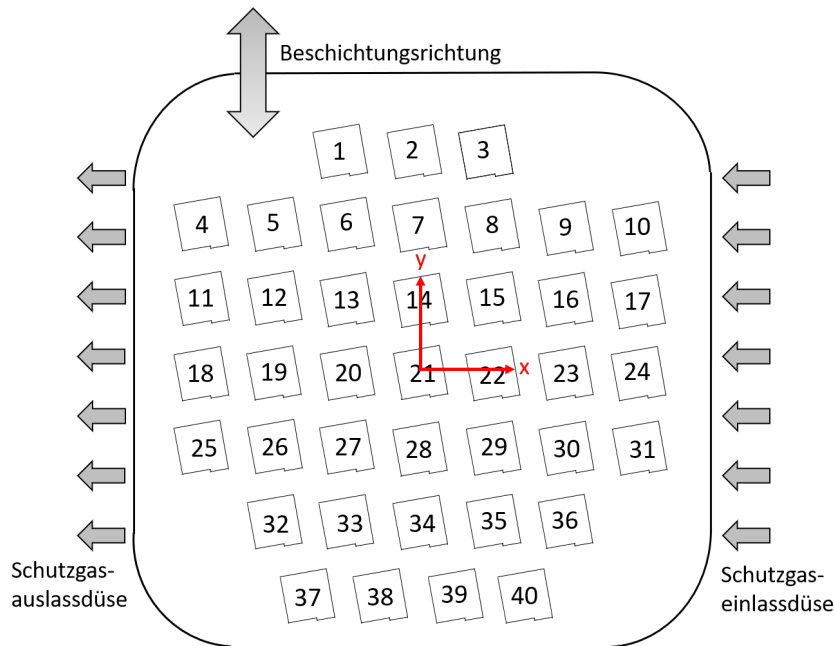 Beschichtungsrichtung
1 2 3
4 5 6 7 8 9 10
y
11 12 13 14 15 16 17
x
18 19 20 21 22 23 24
25 26 27 28 29 30 31
32 33 34 35 36
Schutzgas-
auslassdüse
Schutzgas-
einlassdüse
37 38 39 40